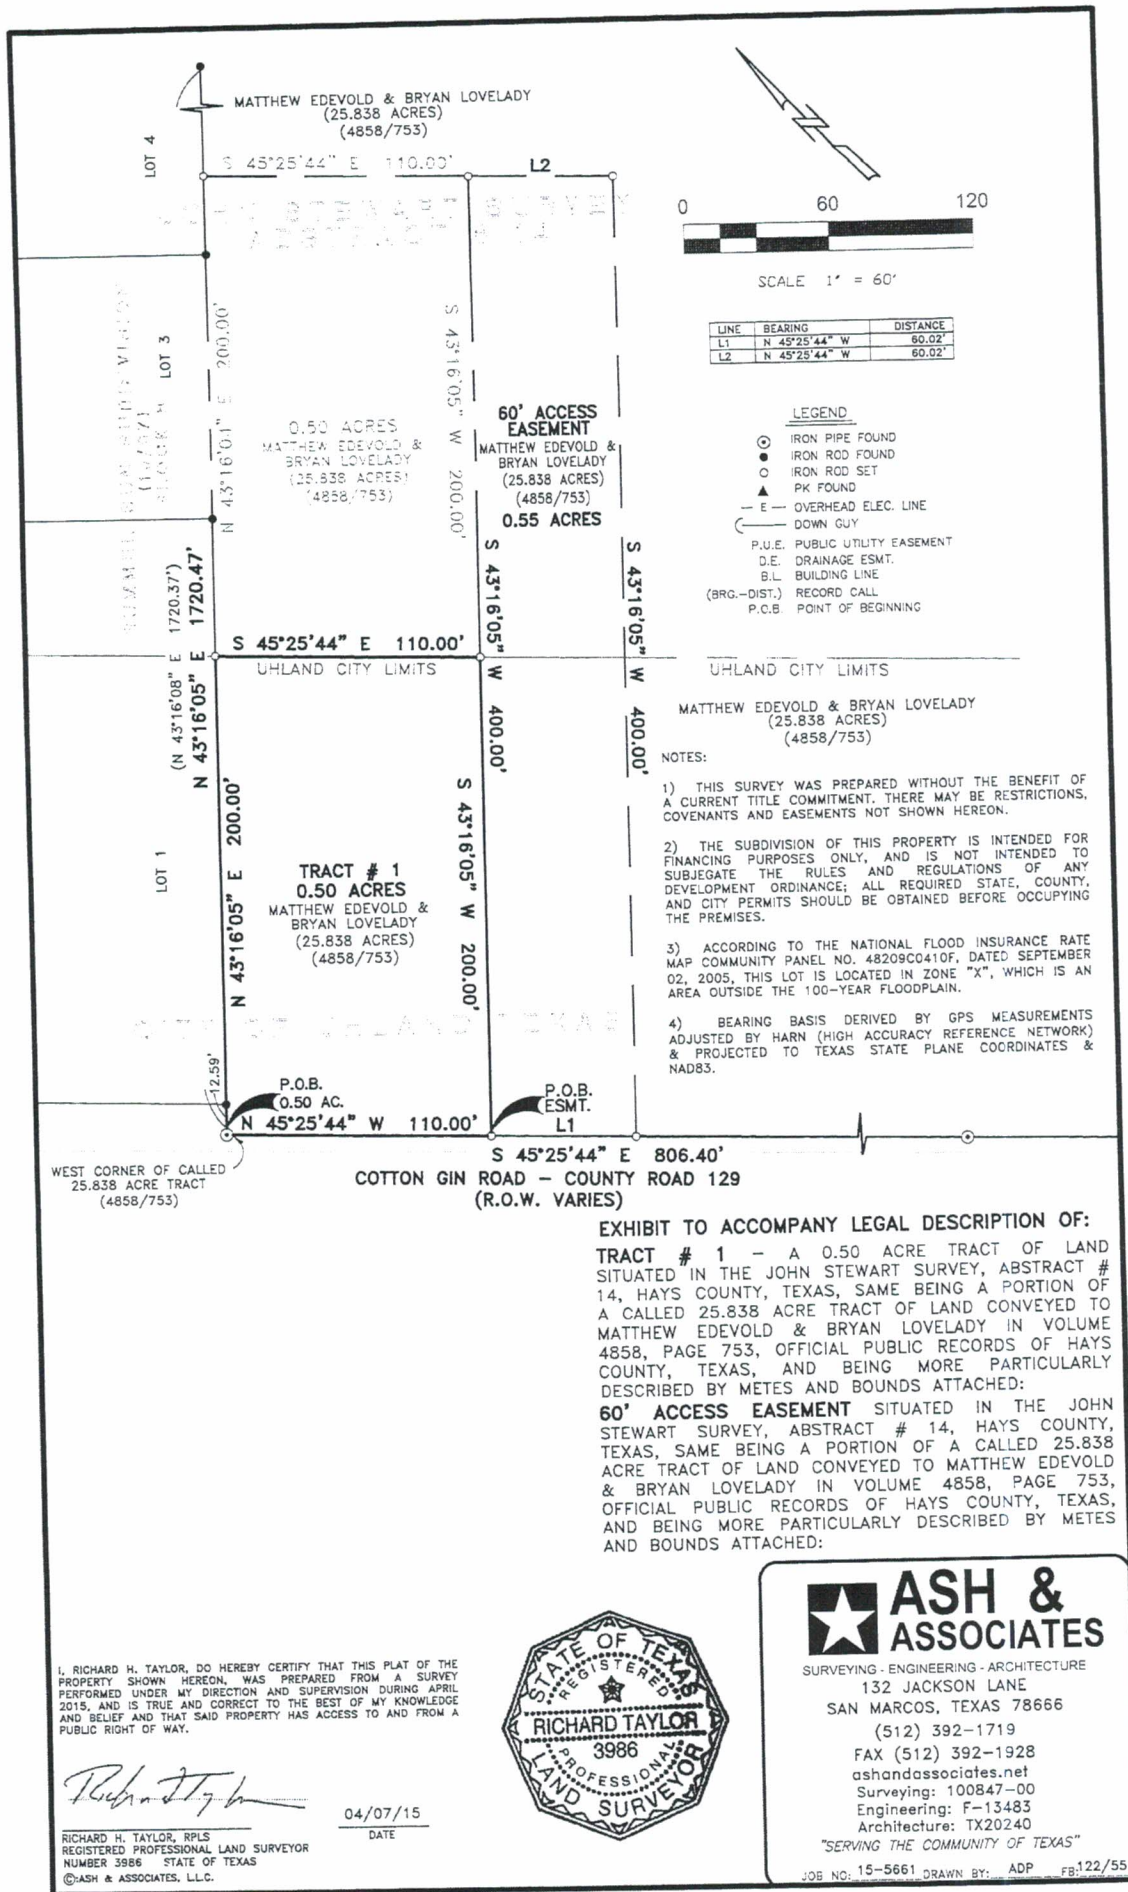 MATTHEW EDEVOLD & BRYAN LOVELADY
(25.838 ACRES)
(4858/753)
LOT 4
S 45°25'44" E 110.00'
L2
JOHN STEWART SURVEY
ABSTRACT # 14
0 60 120
SCALE 1" = 60'
LINE BEARING DISTANCE
L1 N 45°25'44" W 60.02'
L2 N 45°25'44" W 60.02'
LEGEND
IRON PIPE FOUND
IRON ROD FOUND
IRON ROD SET
PK FOUND
E OVERHEAD ELEC. LINE
DOWN GUY
P.U.E. PUBLIC UTILITY EASEMENT
D.E. DRAINAGE ESMT.
B.L. BUILDING LINE
(BRG.-DIST.) RECORD CALL
P.O.B. POINT OF BEGINNING
LOT 3
N 43°16'01" E 200.00'
0.50 ACRES
MATTHEW EDEVOLD &
BRYAN LOVELADY
(25.838 ACRES)
(4858/753)
S 43°16'05" W 200.00'
60' ACCESS
EASEMENT
MATTHEW EDEVOLD &
BRYAN LOVELADY
(25.838 ACRES)
(4858/753)
0.55 ACRES
S 43°16'05" W 400.00'
S 43°16'05" W 400.00'
(N 43°16'08" E 1720.37')
N 43°16'05" E 1720.47'
S 45°25'44" E 110.00'
UHLAND CITY LIMITS
UHLAND CITY LIMITS
MATTHEW EDEVOLD & BRYAN LOVELADY
(25.838 ACRES)
(4858/753)
LOT 1
N 43°16'05" E 200.00'
TRACT # 1
0.50 ACRES
MATTHEW EDEVOLD &
BRYAN LOVELADY
(25.838 ACRES)
(4858/753)
S 43°16'05" W 200.00'
CITY OF UHLAND TEXAS
NOTES:
1) THIS SURVEY WAS PREPARED WITHOUT THE BENEFIT OF
A CURRENT TITLE COMMITMENT. THERE MAY BE RESTRICTIONS,
COVENANTS AND EASEMENTS NOT SHOWN HEREON.
2) THE SUBDIVISION OF THIS PROPERTY IS INTENDED FOR
FINANCING PURPOSES ONLY, AND IS NOT INTENDED TO
SUBJEGATE THE RULES AND REGULATIONS OF ANY
DEVELOPMENT ORDINANCE; ALL REQUIRED STATE, COUNTY,
AND CITY PERMITS SHOULD BE OBTAINED BEFORE OCCUPYING
THE PREMISES.
3) ACCORDING TO THE NATIONAL FLOOD INSURANCE RATE
MAP COMMUNITY PANEL NO. 48209C0410F, DATED SEPTEMBER
02, 2005, THIS LOT IS LOCATED IN ZONE "X", WHICH IS AN
AREA OUTSIDE THE 100-YEAR FLOODPLAIN.
4) BEARING BASIS DERIVED BY GPS MEASUREMENTS
ADJUSTED BY HARN (HIGH ACCURACY REFERENCE NETWORK)
& PROJECTED TO TEXAS STATE PLANE COORDINATES &
NAD83.
12.59'
P.O.B.
0.50 AC.
P.O.B.
ESMT.
N 45°25'44" W 110.00'
L1
S 45°25'44" E 806.40'
WEST CORNER OF CALLED
25.838 ACRE TRACT
(4858/753)
COTTON GIN ROAD – COUNTY ROAD 129
(R.O.W. VARIES)
EXHIBIT TO ACCOMPANY LEGAL DESCRIPTION OF:
TRACT # 1 – A 0.50 ACRE TRACT OF LAND
SITUATED IN THE JOHN STEWART SURVEY, ABSTRACT #
14, HAYS COUNTY, TEXAS, SAME BEING A PORTION OF
A CALLED 25.838 ACRE TRACT OF LAND CONVEYED TO
MATTHEW EDEVOLD & BRYAN LOVELADY IN VOLUME
4858, PAGE 753, OFFICIAL PUBLIC RECORDS OF HAYS
COUNTY, TEXAS, AND BEING MORE PARTICULARLY
DESCRIBED BY METES AND BOUNDS ATTACHED:
60' ACCESS EASEMENT SITUATED IN THE JOHN
STEWART SURVEY, ABSTRACT # 14, HAYS COUNTY,
TEXAS, SAME BEING A PORTION OF A CALLED 25.838
ACRE TRACT OF LAND CONVEYED TO MATTHEW EDEVOLD
& BRYAN LOVELADY IN VOLUME 4858, PAGE 753,
OFFICIAL PUBLIC RECORDS OF HAYS COUNTY, TEXAS,
AND BEING MORE PARTICULARLY DESCRIBED BY METES
AND BOUNDS ATTACHED:
I, RICHARD H. TAYLOR, DO HEREBY CERTIFY THAT THIS PLAT OF THE
PROPERTY SHOWN HEREON, WAS PREPARED FROM A SURVEY
PERFORMED UNDER MY DIRECTION AND SUPERVISION DURING APRIL
2015, AND IS TRUE AND CORRECT TO THE BEST OF MY KNOWLEDGE
AND BELIEF AND THAT SAID PROPERTY HAS ACCESS TO AND FROM A
PUBLIC RIGHT OF WAY.
04/07/15
DATE
RICHARD H. TAYLOR, RPLS
REGISTERED PROFESSIONAL LAND SURVEYOR
NUMBER 3986 STATE OF TEXAS
©:ASH & ASSOCIATES, L.L.C.
STATE OF TEXAS
REGISTERED
RICHARD TAYLOR
3986
PROFESSIONAL
LAND SURVEYOR
ASH &
ASSOCIATES
SURVEYING - ENGINEERING - ARCHITECTURE
132 JACKSON LANE
SAN MARCOS, TEXAS 78666
(512) 392-1719
FAX (512) 392-1928
ashandassociates.net
Surveying: 100847-00
Engineering: F-13483
Architecture: TX20240
"SERVING THE COMMUNITY OF TEXAS"
JOB NO: 15-5661 DRAWN BY: ADP FB: 122/55